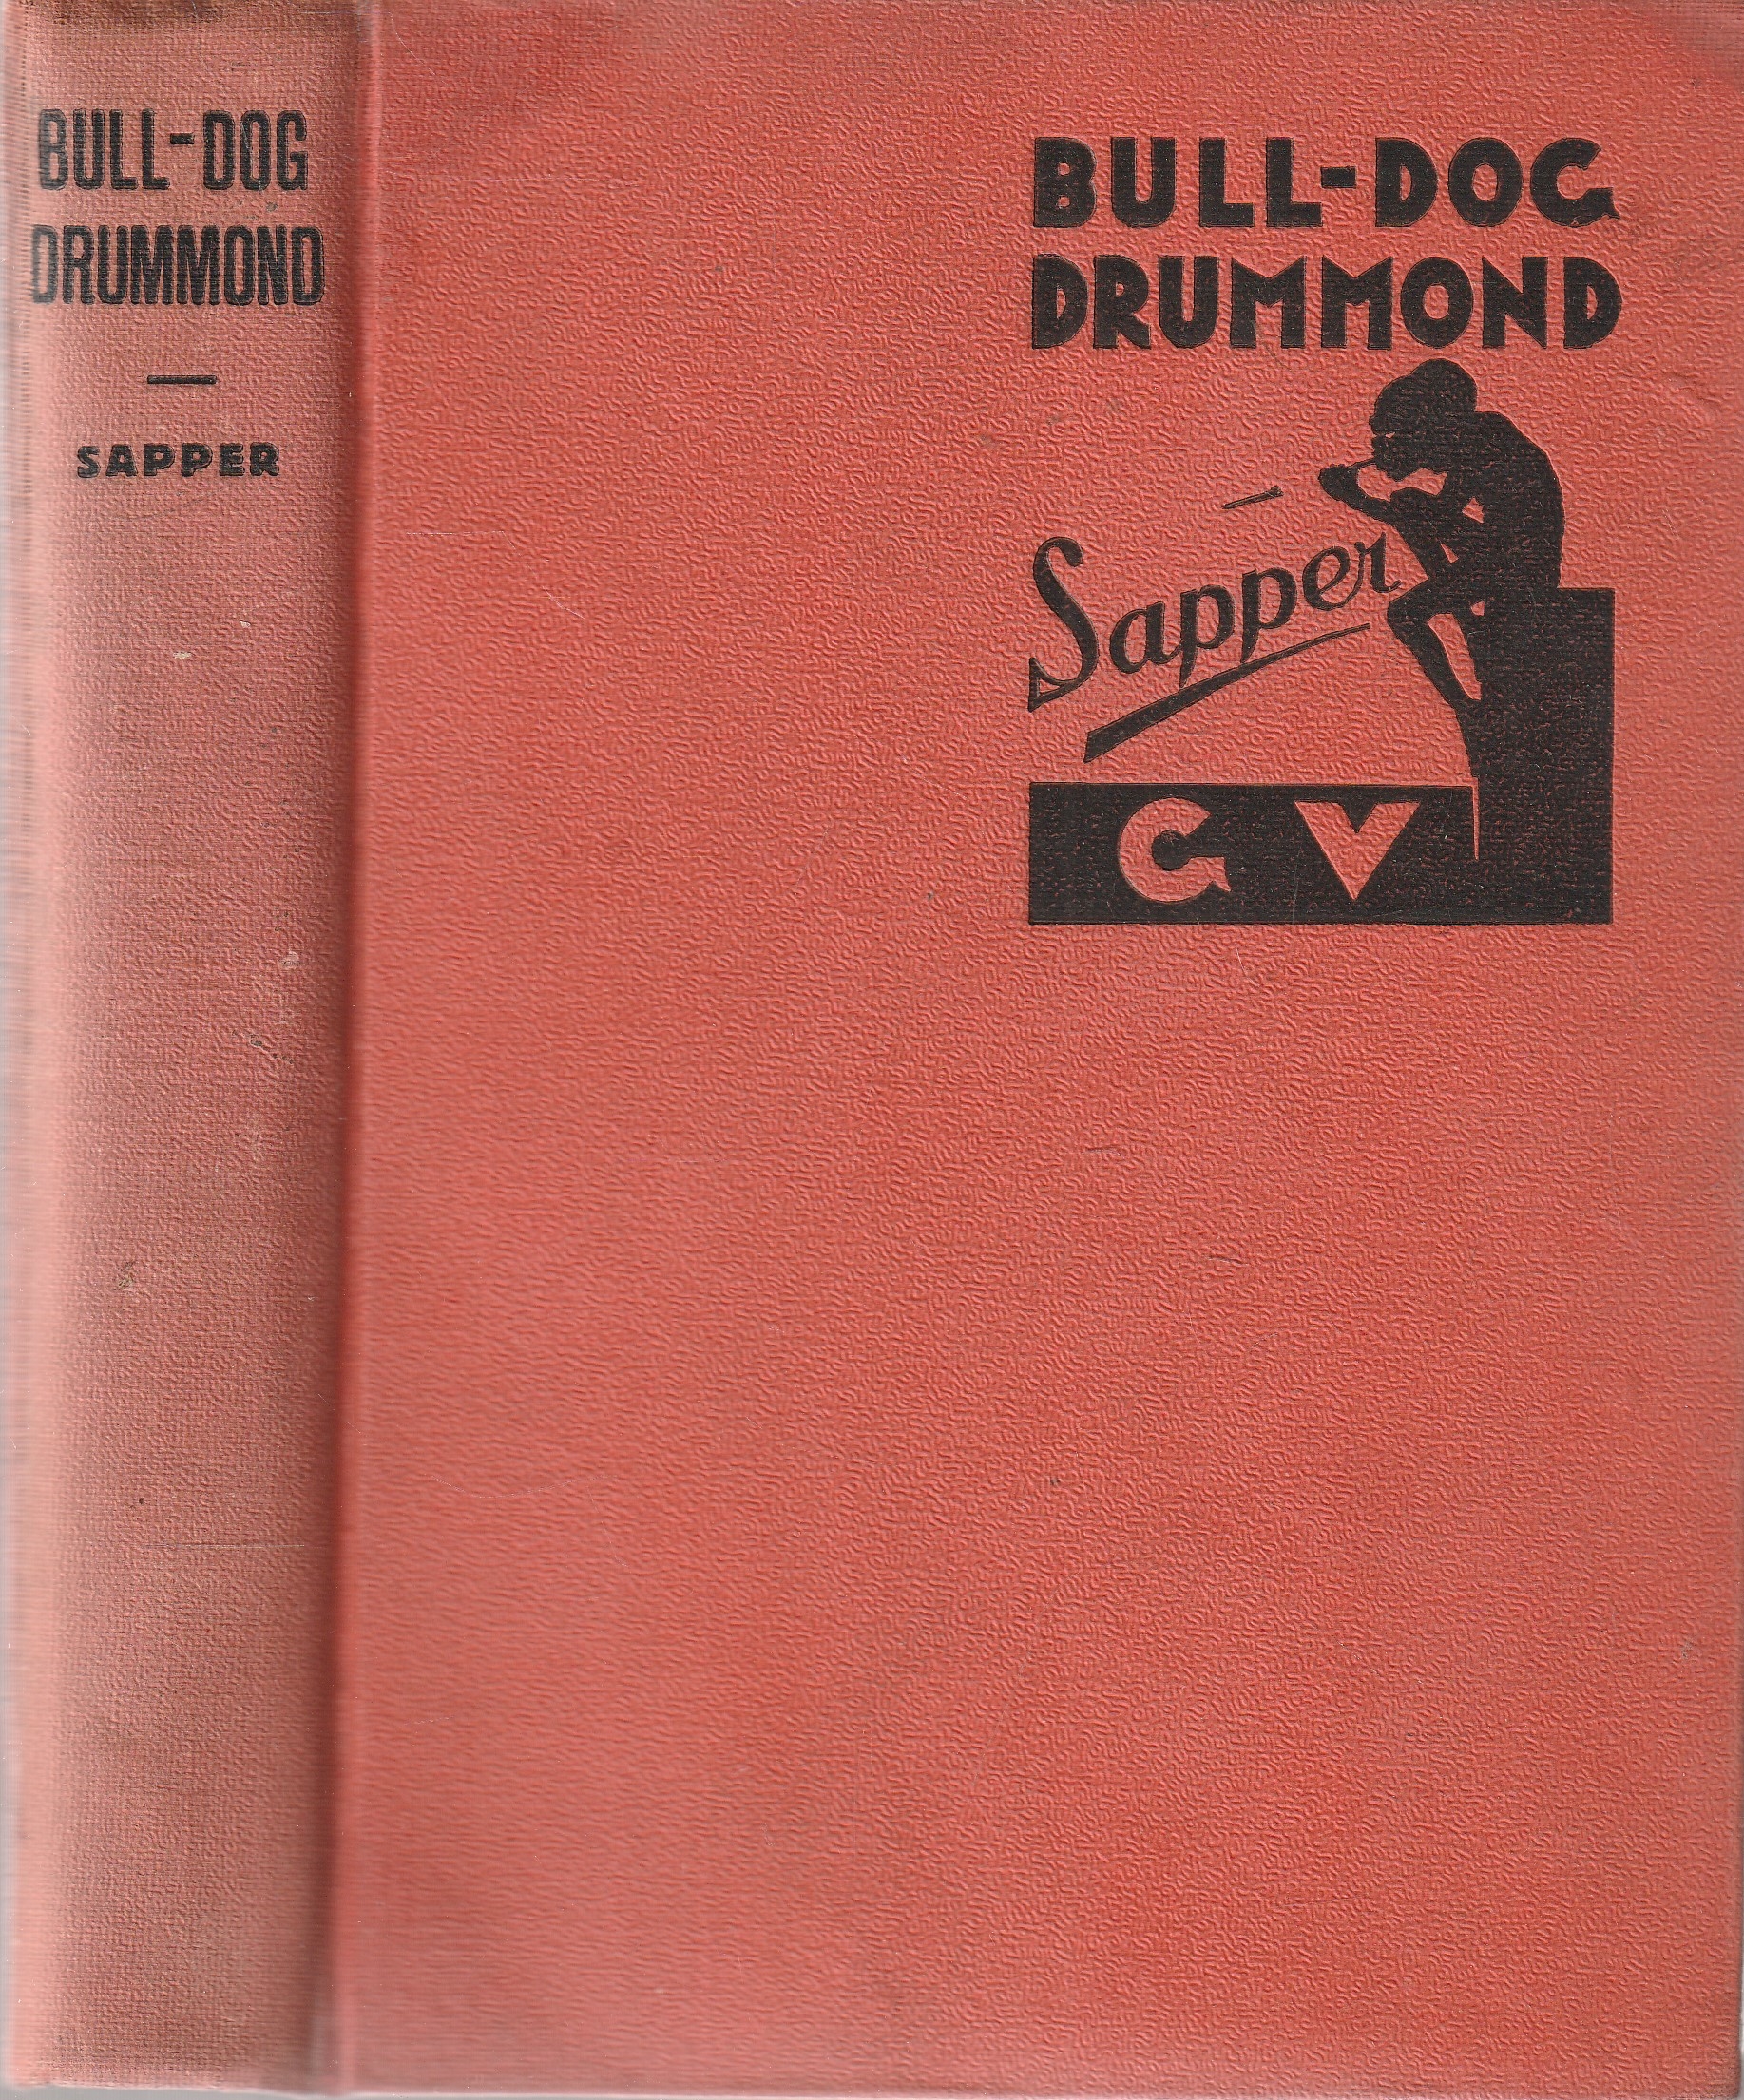 BULL-DOG
DRUMMOND
—
SAPPER
BULL-DOG
DRUMMOND
Sapper
G V